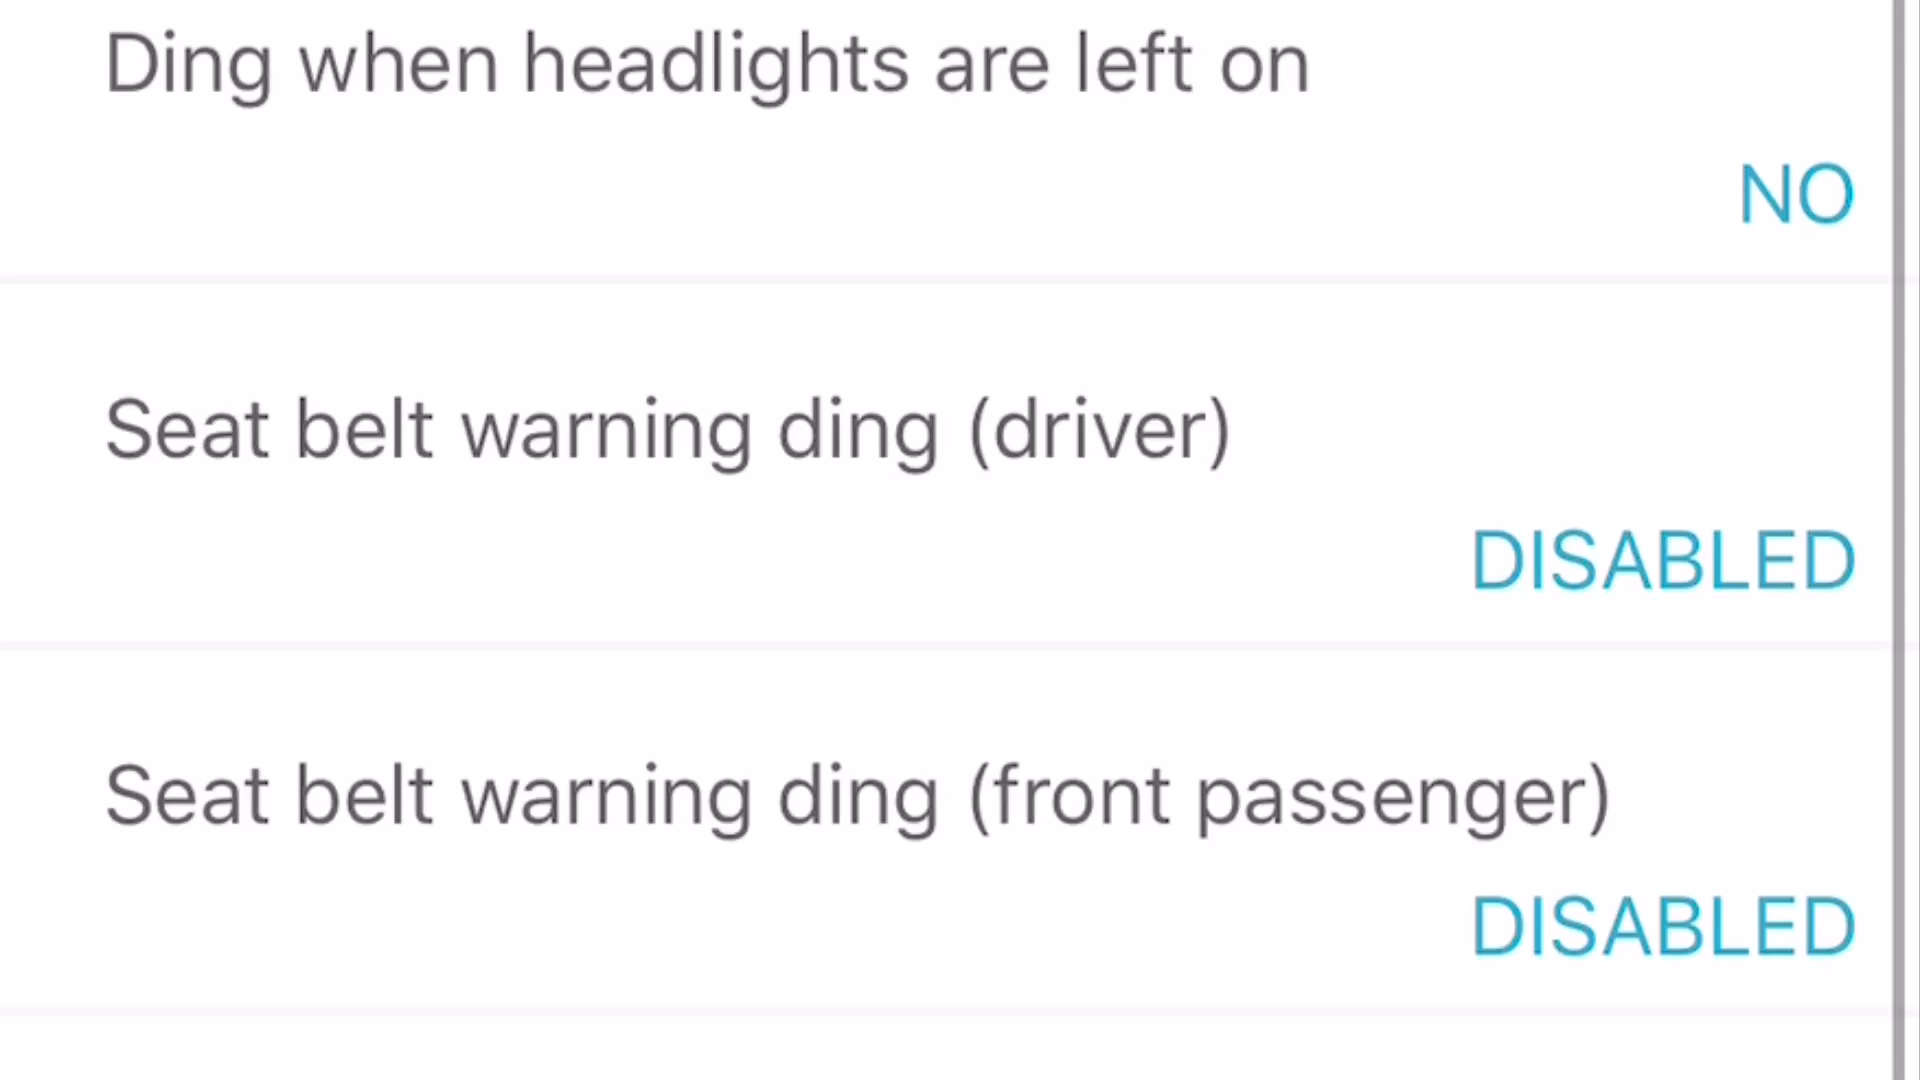 Ding when headlights are left on
NO
Seat belt warning ding (driver)
DISABLED
Seat belt warning ding (front passenger)
DISABLED